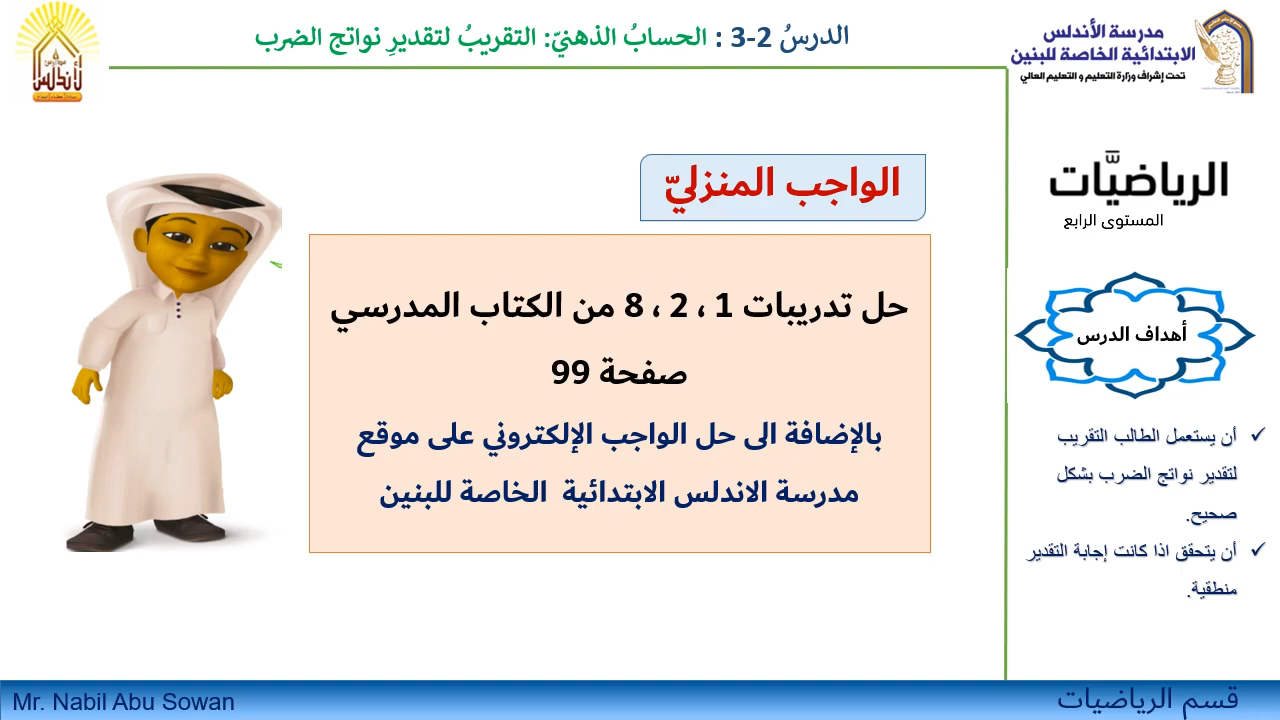 مدرسة الأندلس
الابتدائية الخاصة للبنين
تحت إشراف وزارة التعليم و التعليم العالي
الدرسُ 2-3 : الحسابُ الذهنيّ: التقريبُ لتقديرِ نواتج الضرب
الأندلس
الرياضيَّات
المستوى الرابع
أهداف الدرس
أن يستعمل الطالب التقريب
لتقدير نواتج الضرب بشكل
صحيح.
أن يتحقق اذا كانت إجابة التقدير
منطقية.
الواجب المنزليّ
حل تدريبات 1 ، 2 ، 8 من الكتاب المدرسي
صفحة 99
بالإضافة الى حل الواجب الإلكتروني على موقع
مدرسة الاندلس الابتدائية الخاصة للبنين
قسم الرياضيات
Mr. Nabil Abu Sowan